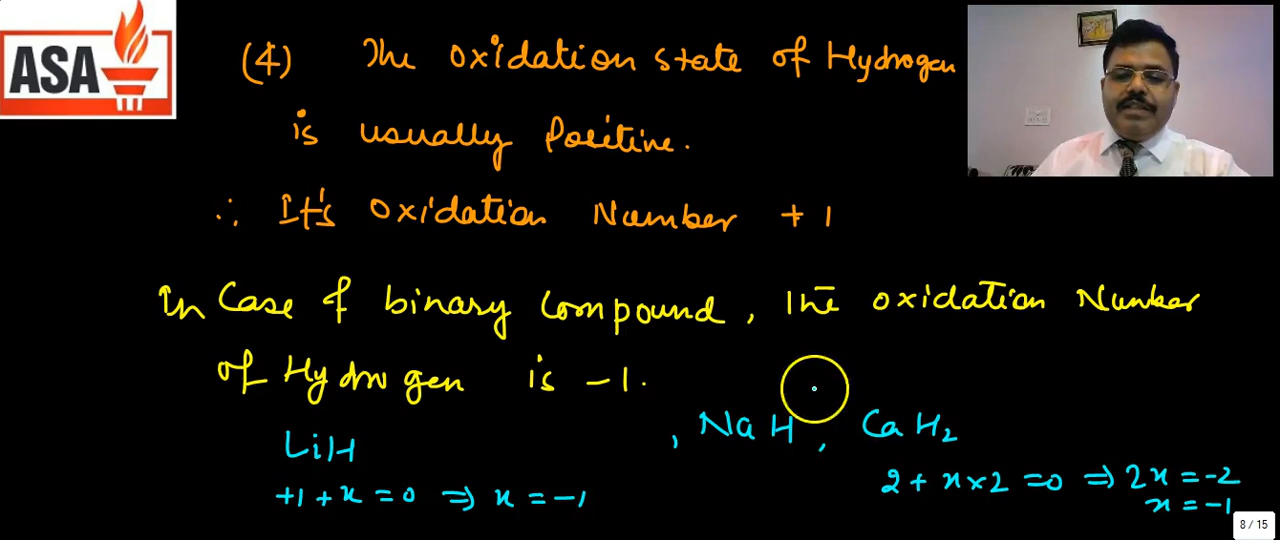 ASA
(4) The oxidation state of Hydrogen
is usually Positive.
∴ It's oxidation Number +1
In Case of binary Compound, The oxidation Number
of Hydrogen is -1.
LiH , NaH , CaH₂
+1 + x = 0 ⇒ x = -1
2 + x × 2 = 0 ⇒ 2x = -2
x = -1
8 / 15